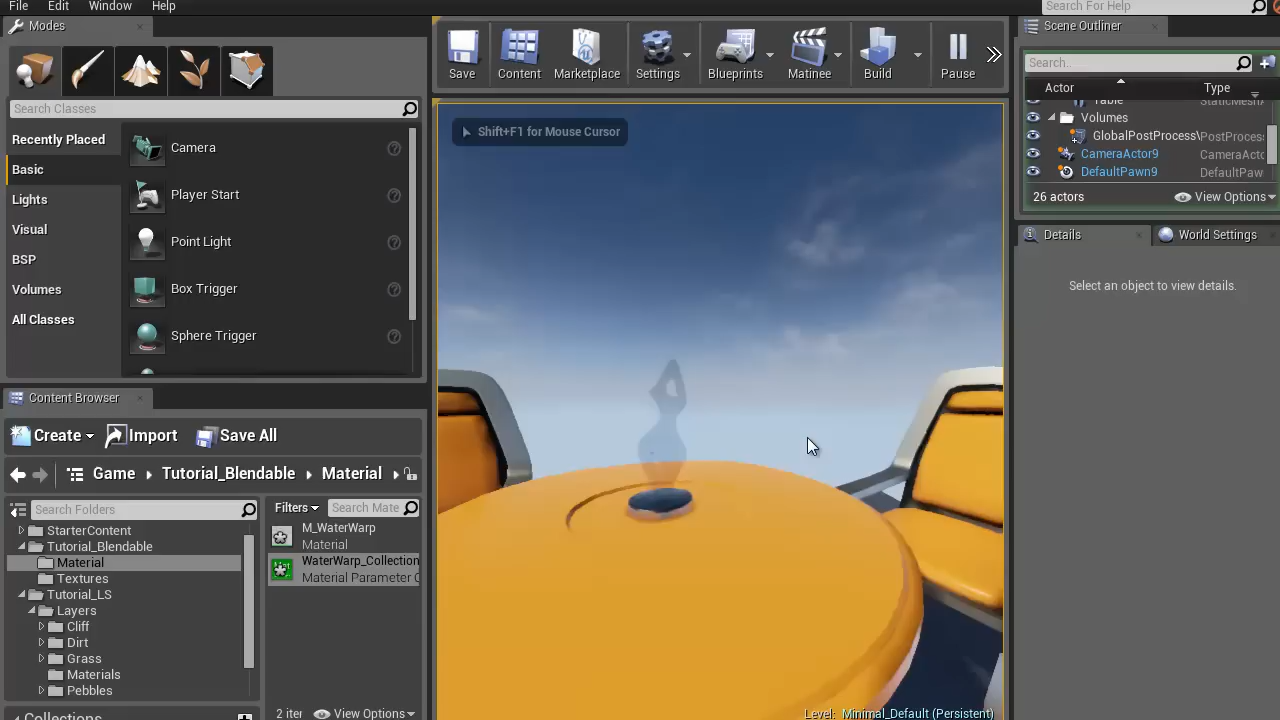 File Edit Window Help
Search For Help
Modes
Search Classes
Recently Placed
Basic
Lights
Visual
BSP
Volumes
All Classes
Camera
Player Start
Point Light
Box Trigger
Sphere Trigger
Content Browser
Create Import Save All
Game Tutorial_Blendable Material
Search Folders
StarterContent
Tutorial_Blendable
Material
Textures
Tutorial_LS
Layers
Cliff
Dirt
Grass
Materials
Pebbles
Collections
Filters Search Mate
M_WaterWarp
Material
WaterWarp_Collection
Material Parameter C
2 iter View Options
Save Content Marketplace Settings Blueprints Matinee Build Pause
Shift+F1 for Mouse Cursor
Level: Minimal_Default (Persistent)
Scene Outliner
Search...
Actor Type
Table StaticMeshA
Volumes
GlobalPostProcess\ PostProcess
CameraActor9 CameraActo
DefaultPawn9 DefaultPaw
26 actors View Options
Details World Settings
Select an object to view details.